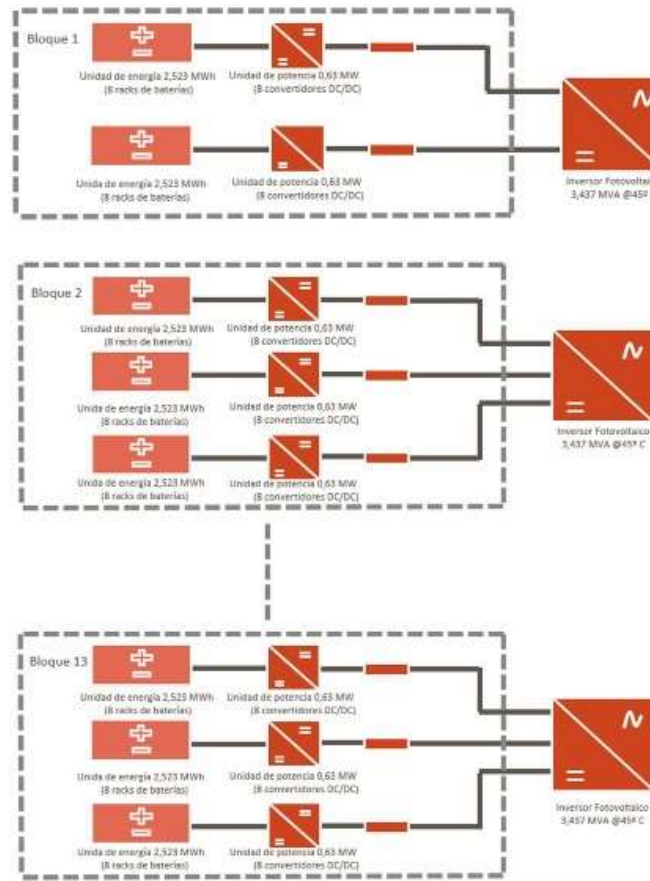 Bloque 1
Unidad de energía 2,523 MWh
(8 racks de baterías)
Unidad de potencia 0,63 MW
(8 convertidores DC/DC)
Unida de energía 2,523 MWh
(8 racks de baterías)
Unidad de potencia 0,63 MW
(8 convertidores DC/DC)
Inversor Fotovoltai
3,437 MVA @45º
Bloque 2
Unidad de energía 2,523 MWh
(8 racks de baterías)
Unidad de potencia 0,63 MW
(8 convertidores DC/DC)
Unida de energía 2,523 MWh
(8 racks de baterías)
Unidad de potencia 0,63 MW
(8 convertidores DC/DC)
Unida de energía 2,523 MWh
(8 racks de baterías)
Unidad de potencia 0,63 MW
(8 convertidores DC/DC)
Inversor Fotovoltaico
3,437 MVA @45º C
Bloque 13
Unidad de energía 2,523 MWh
(8 racks de baterías)
Unidad de potencia 0,63 MW
(8 convertidores DC/DC)
Unida de energía 2,523 MWh
(8 racks de baterías)
Unidad de potencia 0,63 MW
(8 convertidores DC/DC)
Unida de energía 2,523 MWh
(8 racks de baterías)
Unidad de potencia 0,63 MW
(8 convertidores DC/DC)
Inversor Fotovoltaico
3,437 MVA @45º C